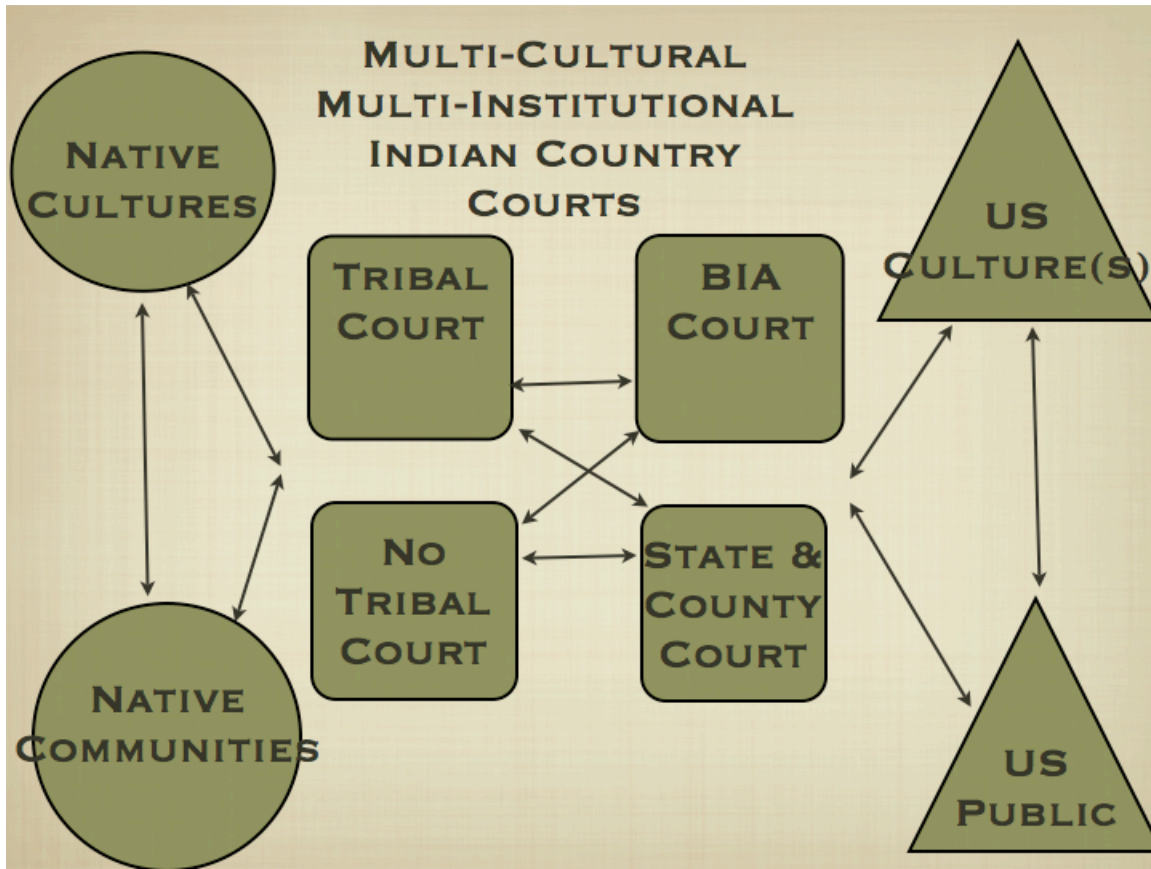 Multi-Cultural
Multi-Institutional
Indian Country
Courts
Native
Cultures
US
Culture(s)
Tribal
Court
BIA
Court
No
Tribal
Court
State &
County
Court
Native
Communities
US
Public